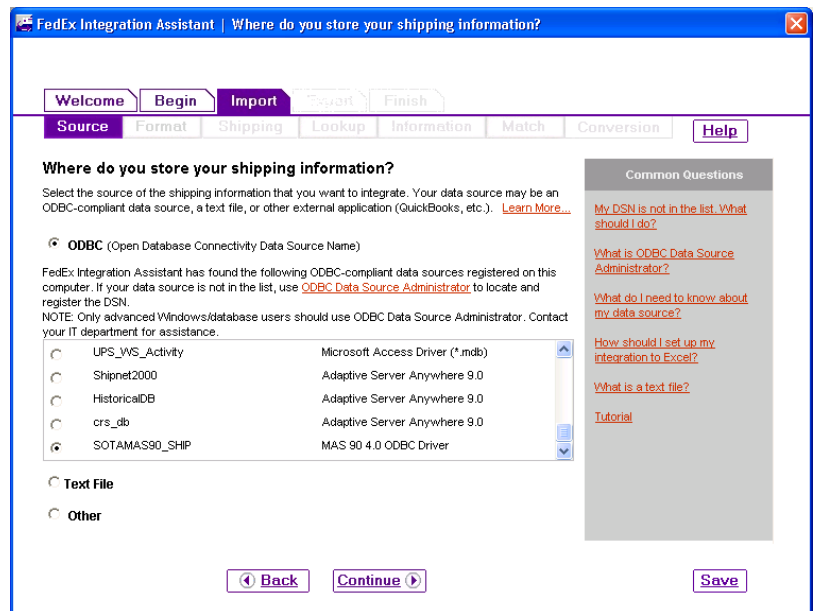 FedEx Integration Assistant | Where do you store your shipping information?
Welcome Begin Import Export Finish
Source Format Shipping Lookup Information Match Conversion Help
Where do you store your shipping information?
Select the source of the shipping information that you want to integrate. Your data source may be an
ODBC-compliant data source, a text file, or other external application (QuickBooks, etc.). Learn More...
ODBC (Open Database Connectivity Data Source Name)
FedEx Integration Assistant has found the following ODBC-compliant data sources registered on this
computer. If your data source is not in the list, use ODBC Data Source Administrator to locate and
register the DSN.
NOTE: Only advanced Windows/database users should use ODBC Data Source Administrator. Contact
your IT department for assistance.
UPS_WS_Activity Microsoft Access Driver (*.mdb)
Shipnet2000 Adaptive Server Anywhere 9.0
HistoricalDB Adaptive Server Anywhere 9.0
crs_db Adaptive Server Anywhere 9.0
SOTAMAS90_SHIP MAS 90 4.0 ODBC Driver
Text File
Other
Common Questions
My DSN is not in the list. What
should I do?
What is ODBC Data Source
Administrator?
What do I need to know about
my data source?
How should I set up my
integration to Excel?
What is a text file?
Tutorial
Back Continue Save